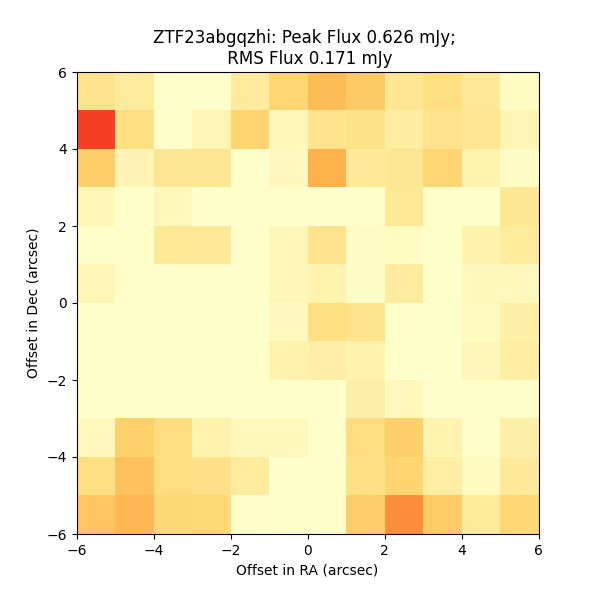 ZTF23abgqzhi: Peak Flux 0.626 mJy;
RMS Flux 0.171 mJy
6
4
2
0
−2
−4
−6
Offset in Dec (arcsec)
−6 −4 −2 0 2 4 6
Offset in RA (arcsec)